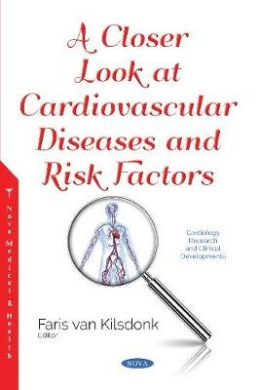 A Closer
Look at
Cardiovascular
Diseases and
Risk Factors
Nova Medical & Health
Cardiology
Research
and Clinical
Developments
Faris van Kilsdonk
Editor
NOVA